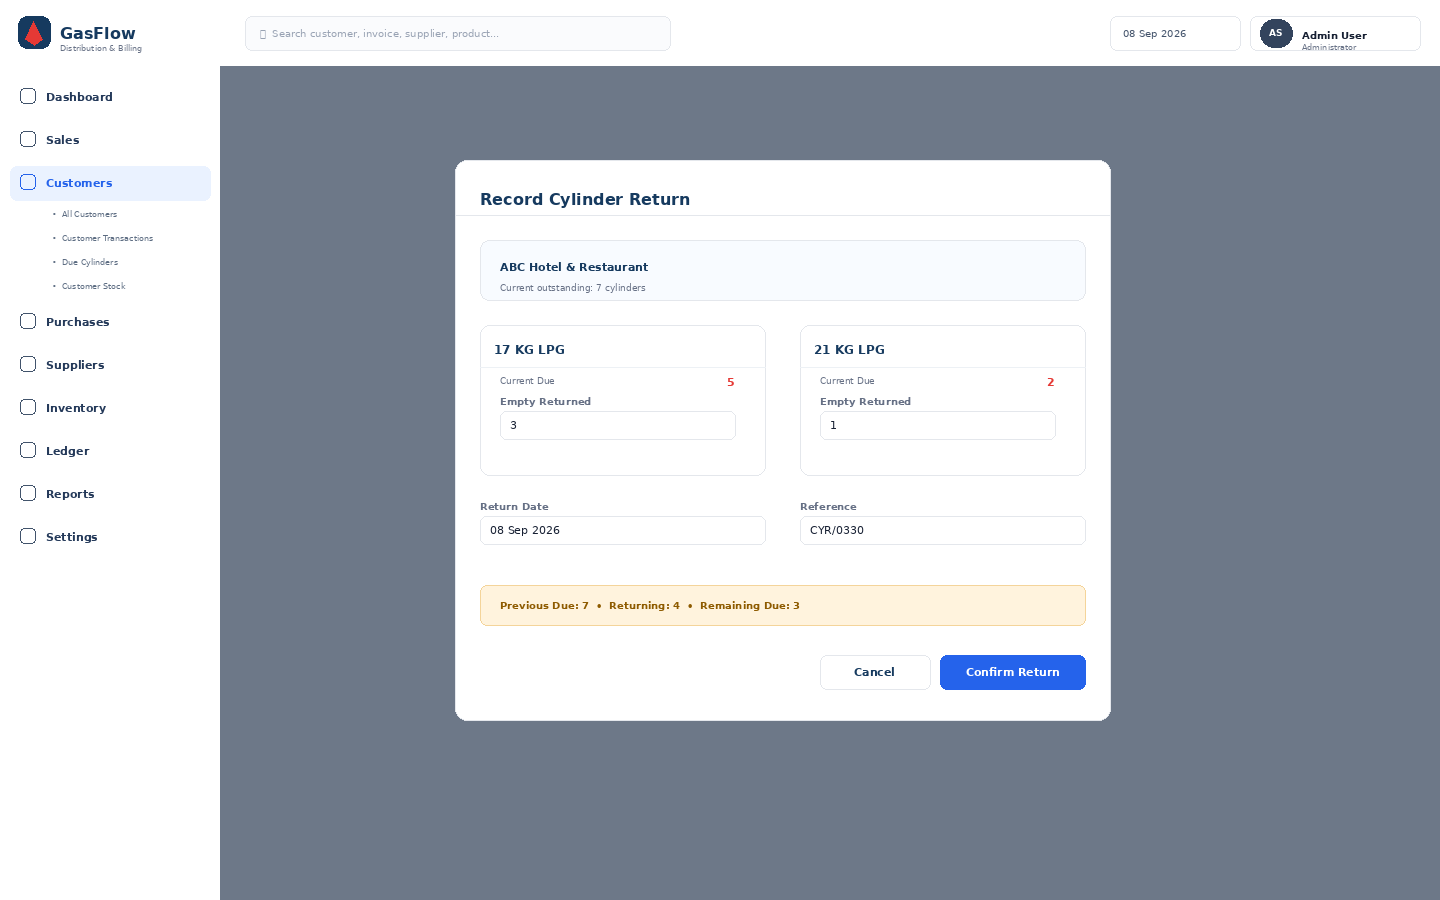 GasFlow
Distribution & Billing
Search customer, invoice, supplier, product...
08 Sep 2026
AS
Admin User
Administrator
Dashboard
Sales
Customers
• All Customers
• Customer Transactions
• Due Cylinders
• Customer Stock
Purchases
Suppliers
Inventory
Ledger
Reports
Settings
Record Cylinder Return
ABC Hotel & Restaurant
Current outstanding: 7 cylinders
17 KG LPG
Current Due 5
Empty Returned
3
21 KG LPG
Current Due 2
Empty Returned
1
Return Date
08 Sep 2026
Reference
CYR/0330
Previous Due: 7 • Returning: 4 • Remaining Due: 3
Cancel
Confirm Return